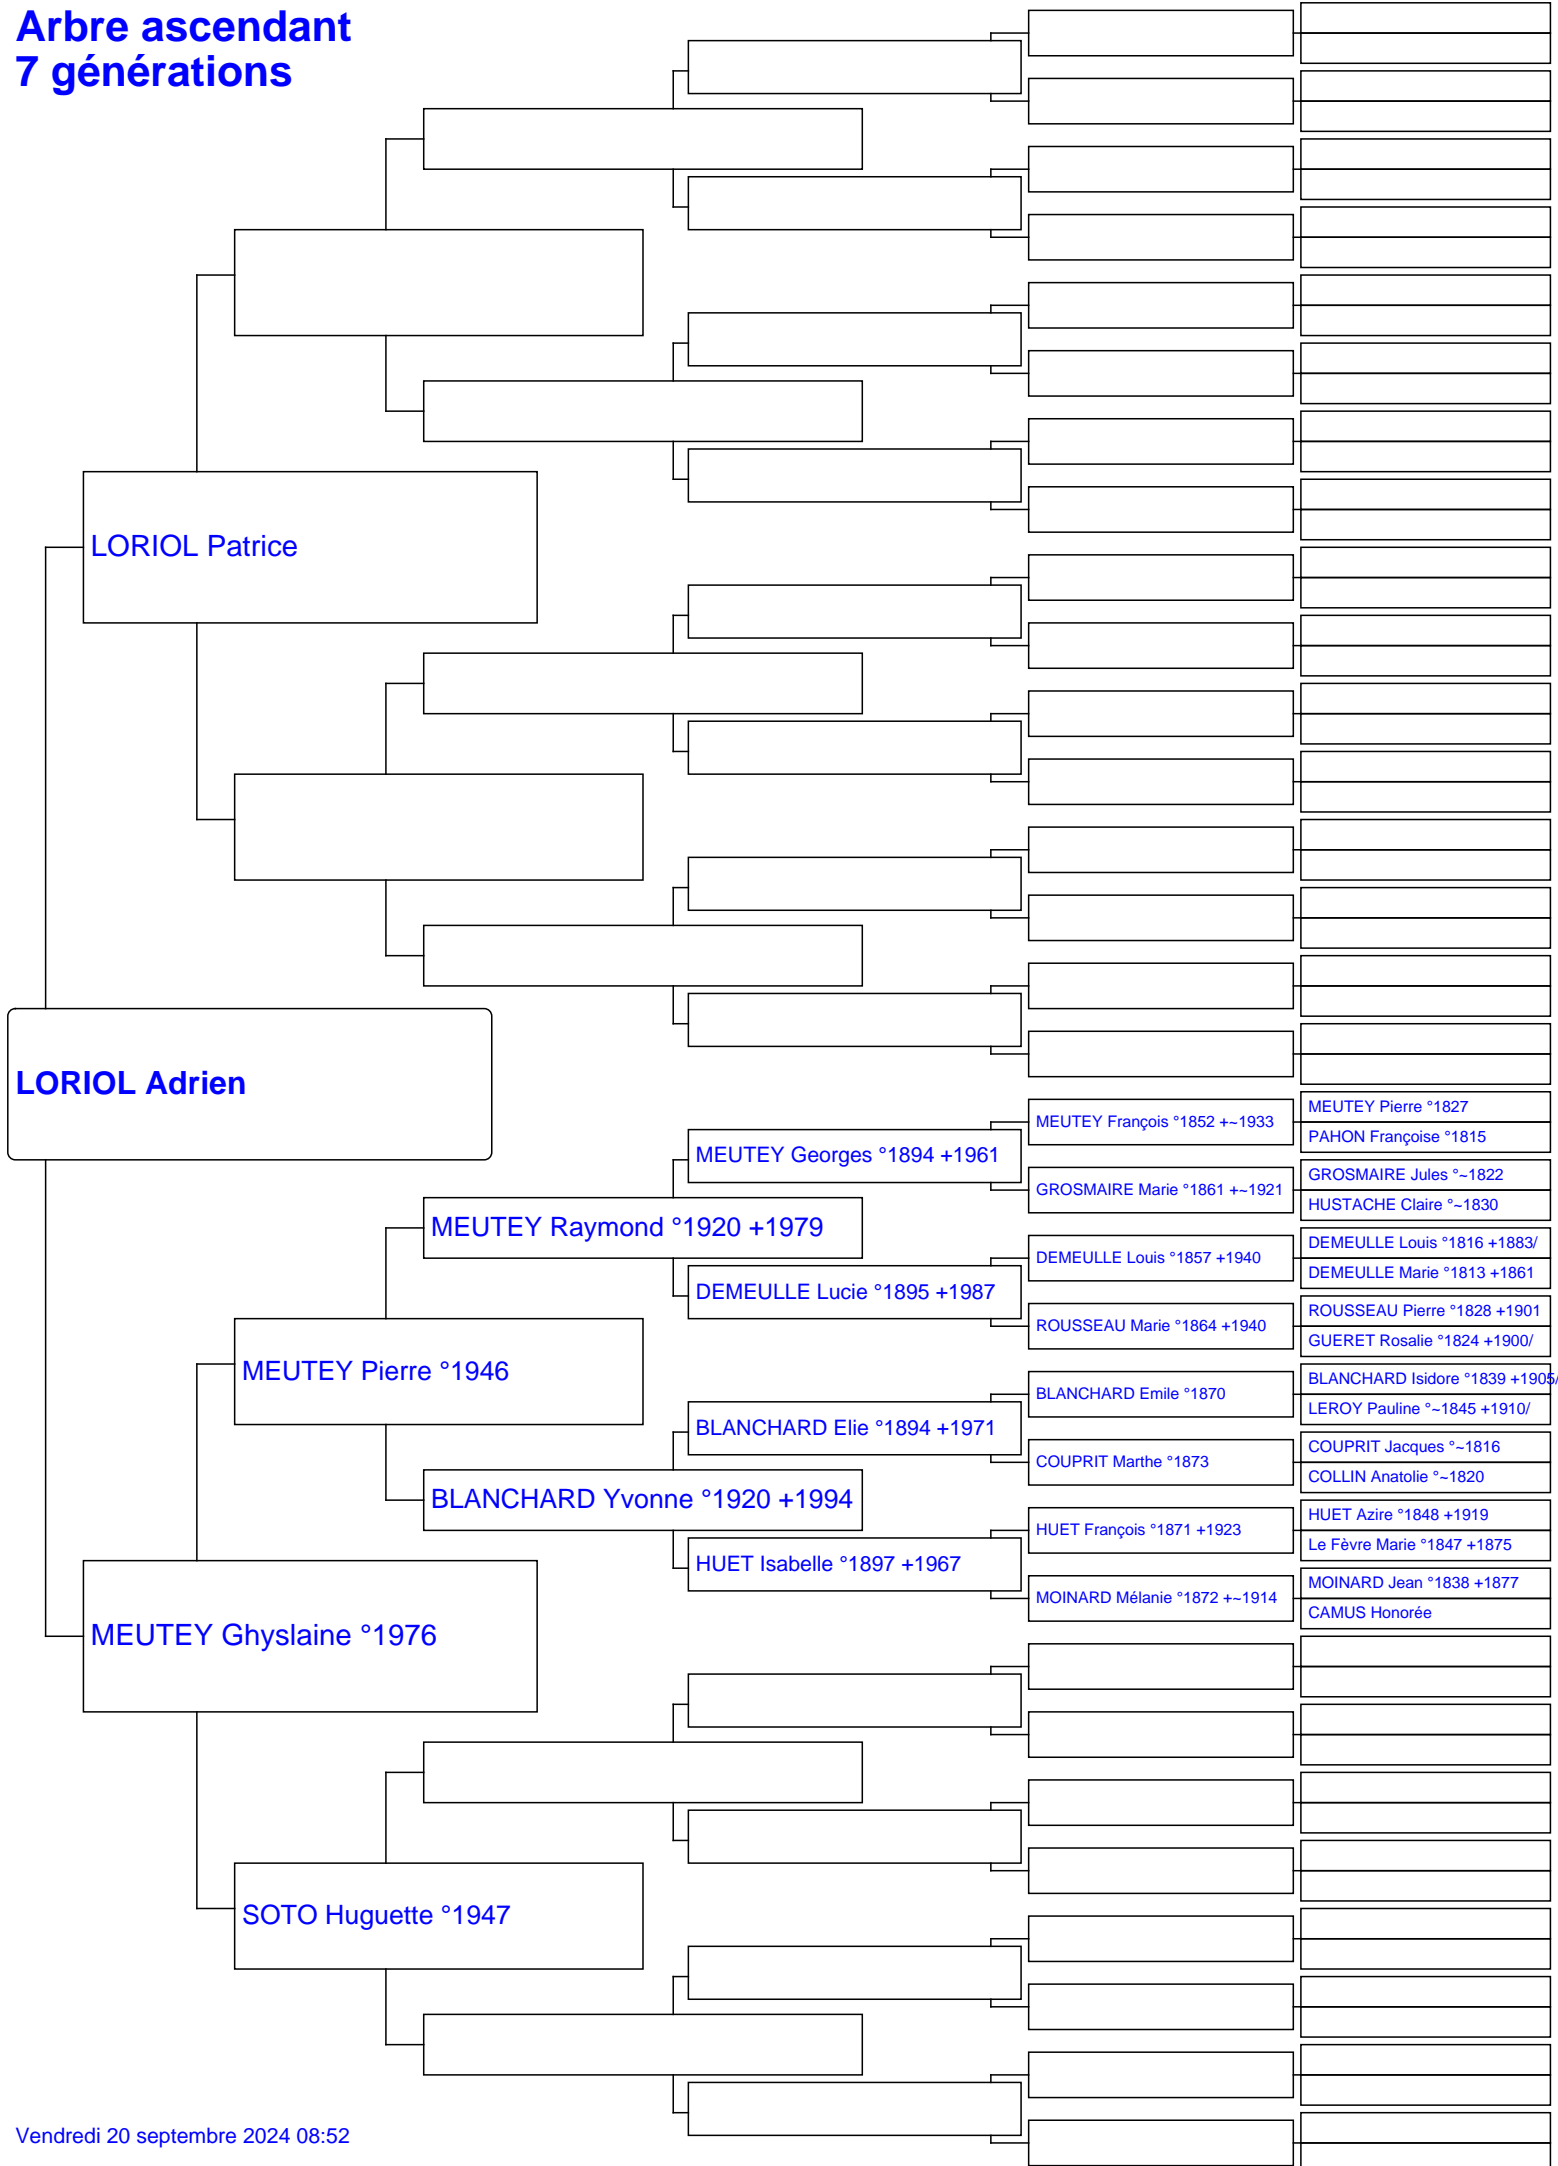 Arbre ascendant
7 générations
LORIOL Patrice
LORIOL Adrien
MEUTEY Ghyslaine °1976
MEUTEY Pierre °1946
SOTO Huguette °1947
MEUTEY Raymond °1920 +1979
BLANCHARD Yvonne °1920 +1994
MEUTEY Georges °1894 +1961
DEMEULLE Lucie °1895 +1987
BLANCHARD Elie °1894 +1971
HUET Isabelle °1897 +1967
MEUTEY François °1852 +~1933
GROSMAIRE Marie °1861 +~1921
DEMEULLE Louis °1857 +1940
ROUSSEAU Marie °1864 +1940
BLANCHARD Emile °1870
COUPRIT Marthe °1873
HUET François °1871 +1923
MOINARD Mélanie °1872 +~1914
MEUTEY Pierre °1827
PAHON Françoise °1815
GROSMAIRE Jules °~1822
HUSTACHE Claire °~1830
DEMEULLE Louis °1816 +1883/
DEMEULLE Marie °1813 +1861
ROUSSEAU Pierre °1828 +1901
GUERET Rosalie °1824 +1900/
BLANCHARD Isidore °1839 +1905/
LEROY Pauline °~1845 +1910/
COUPRIT Jacques °~1816
COLLIN Anatolie °~1820
HUET Azire °1848 +1919
Le Fèvre Marie °1847 +1875
MOINARD Jean °1838 +1877
CAMUS Honorée
Vendredi 20 septembre 2024 08:52